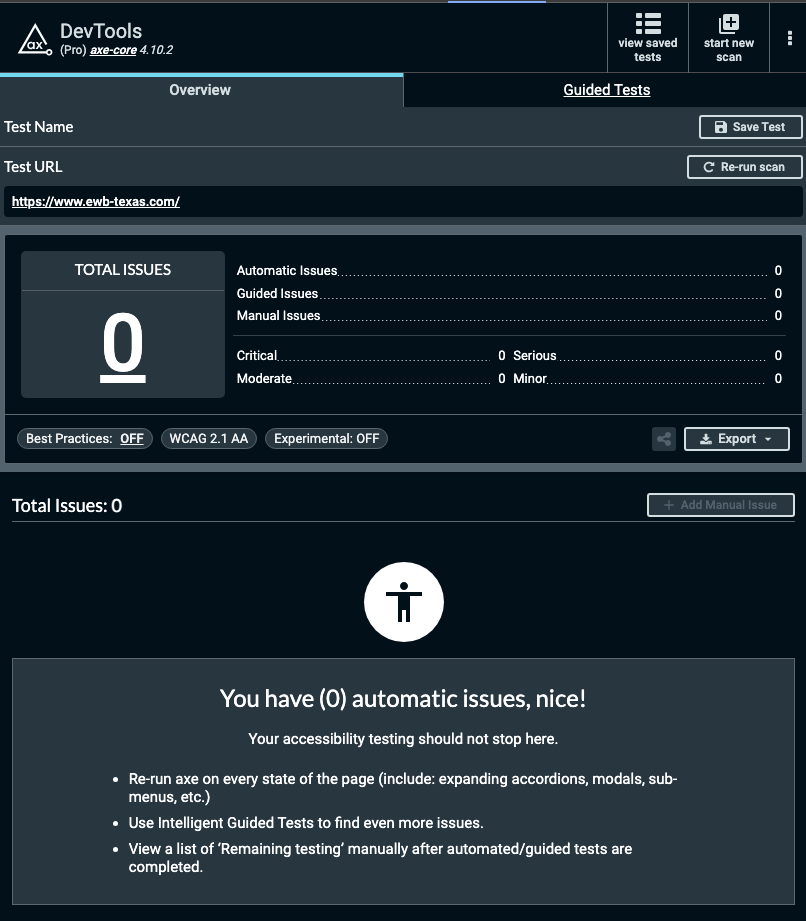 ax
DevTools
(Pro) axe-core 4.10.2
view saved
tests
start new
scan
Overview
Guided Tests
Test Name
Save Test
Test URL
Re-run scan
https://www.ewb-texas.com/
TOTAL ISSUES
0
Automatic Issues 0
Guided Issues 0
Manual Issues 0
Critical 0 Serious 0
Moderate 0 Minor 0
Best Practices: OFF
WCAG 2.1 AA
Experimental: OFF
Export
Total Issues: 0
+ Add Manual Issue
You have (0) automatic issues, nice!
Your accessibility testing should not stop here.
• Re-run axe on every state of the page (include: expanding accordions, modals, sub-
menus, etc.)
• Use Intelligent Guided Tests to find even more issues.
• View a list of ‘Remaining testing’ manually after automated/guided tests are
completed.